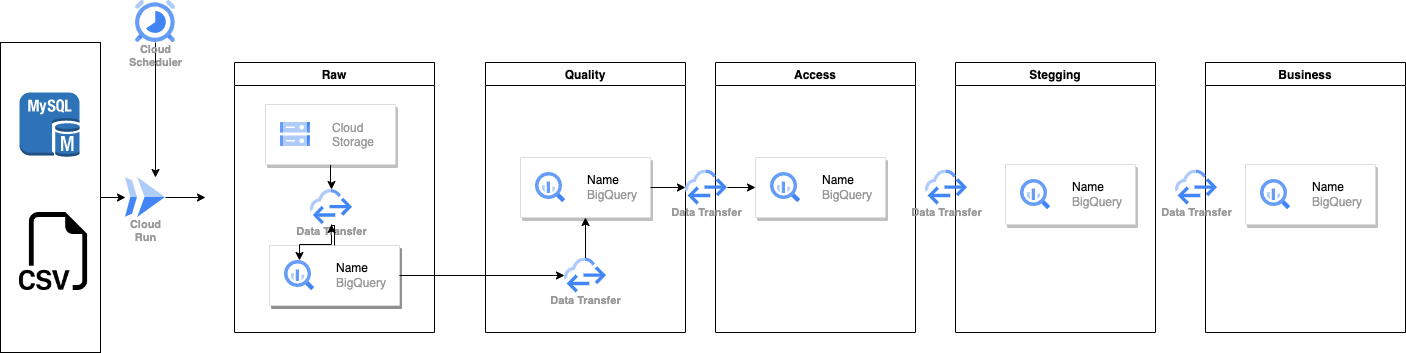 Cloud
Scheduler
MySQL
M
CSV
Cloud
Run
Raw
Cloud
Storage
Data Transfer
Name
BigQuery
Quality
Name
BigQuery
Data Transfer
Data Transfer
Access
Name
BigQuery
Data Transfer
Stegging
Name
BigQuery
Data Transfer
Business
Name
BigQuery